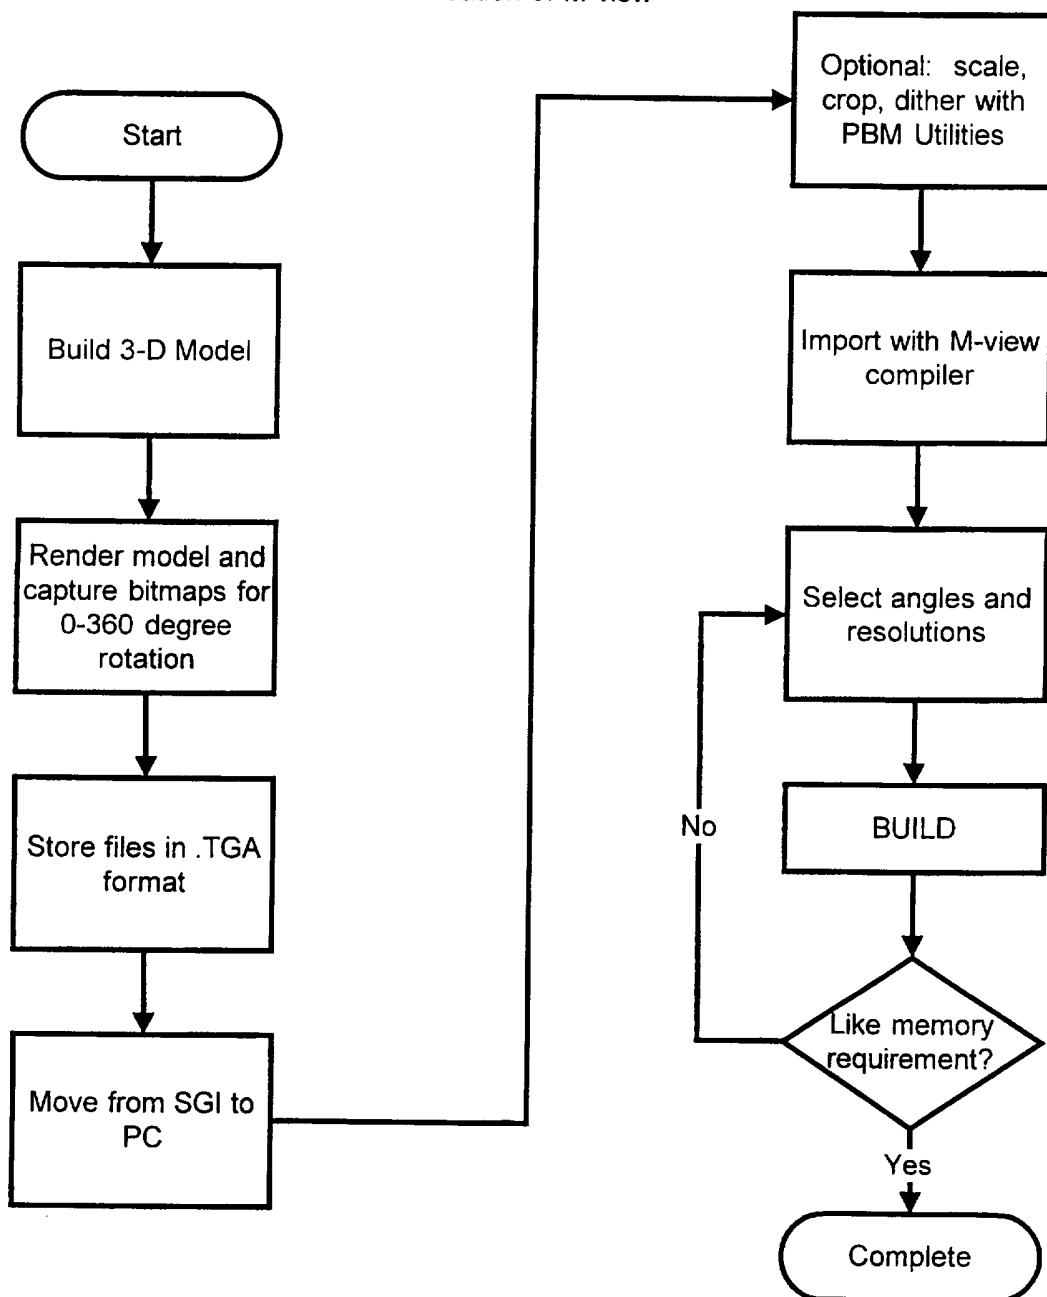 Start
Build 3-D Model
Render model and
capture bitmaps for
0-360 degree
rotation
Store files in .TGA
format
Move from SGI to
PC
Optional: scale,
crop, dither with
PBM Utilities
Import with M-view
compiler
Select angles and
resolutions
BUILD
No
Like memory
requirement?
Yes
Complete